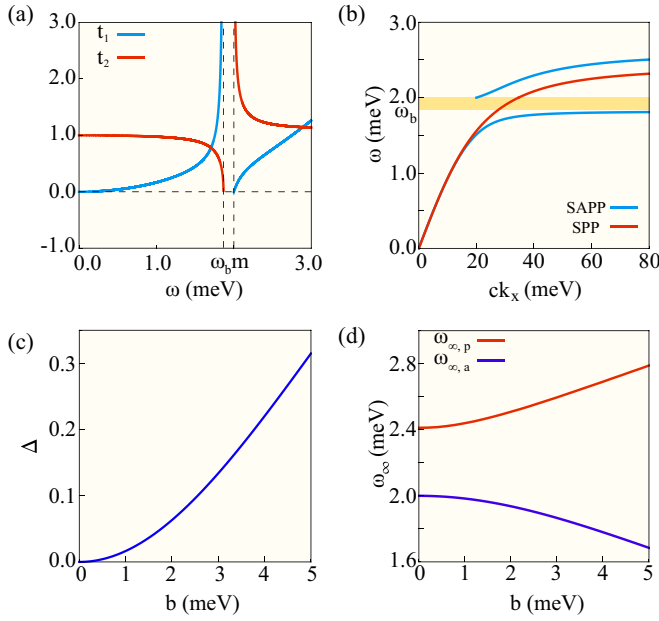 (a)
t₁
t₂
3.0
2.5
2.0
1.0
0.0
-1.0
0.0
1.0
ω_b m
3.0
ω (meV)
(b)
3.0
2.0
ω_b
1.0
0.0
ω (meV)
SAPP
SPP
0
20
40
60
80
ck_x (meV)
(c)
0.3
0.2
0.1
0.0
Δ
0
1
2
3
4
5
b (meV)
(d)
ω_∞, p
ω_∞, a
2.8
2.4
2.0
1.6
ω_∞ (meV)
0
1
2
3
4
5
b (meV)